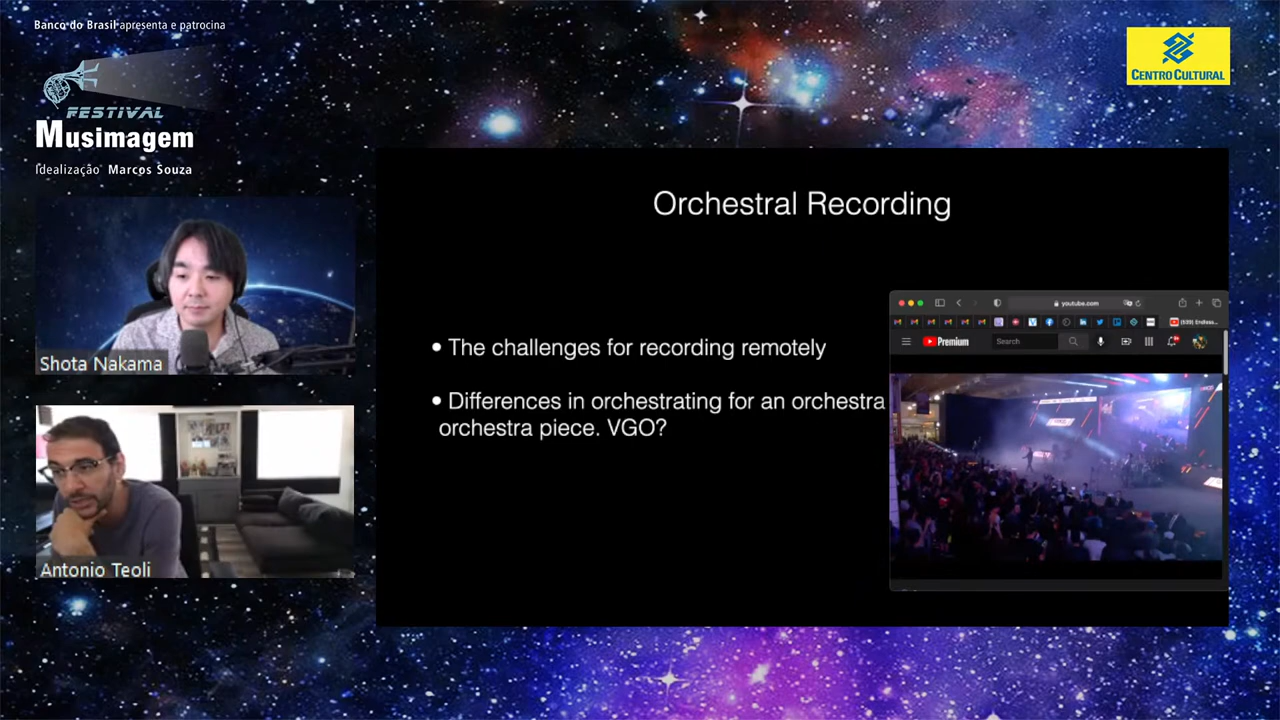 Banco do Brasil apresenta e patrocina
FESTIVAL
Musimagem
Idealização Marcos Souza
CENTRO CULTURAL
Orchestral Recording
Shota Nakama
• The challenges for recording remotely
• Differences in orchestrating for an orchestra
orchestra piece. VGO?
youtube.com
Premium
Search
Antonio Teoli